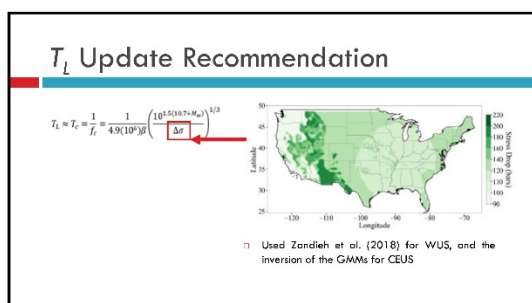 T_L Update Recommendation
T_L ≈ T_c = 1/f_c = 1/(4.9(10⁶)β) (10^{1.5(10.7+M_w)}/Δσ)^{1/3}
50
45
40
35
30
25
Latitude
-120
-110
-100
-90
-80
-70
Longitude
220
200
180
160
140
120
100
90
Stress Drop (bars)
Used Zandieh et al. (2018) for WUS, and the
inversion of the GMMs for CEUS